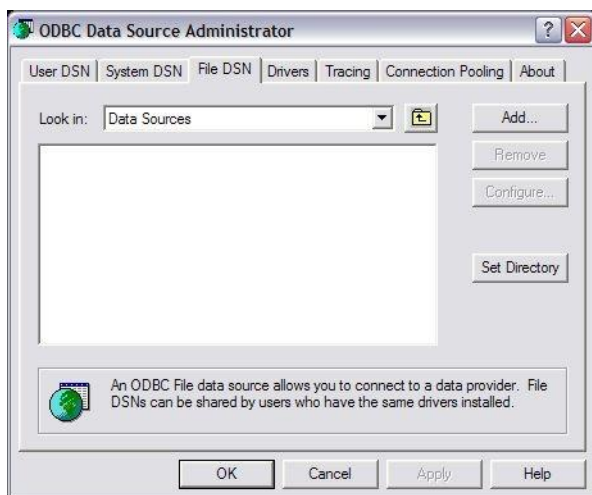 ODBC Data Source Administrator
User DSN System DSN File DSN Drivers Tracing Connection Pooling About
Look in: Data Sources
Add...
Remove
Configure...
Set Directory
An ODBC File data source allows you to connect to a data provider. File
DSNs can be shared by users who have the same drivers installed.
OK Cancel Apply Help